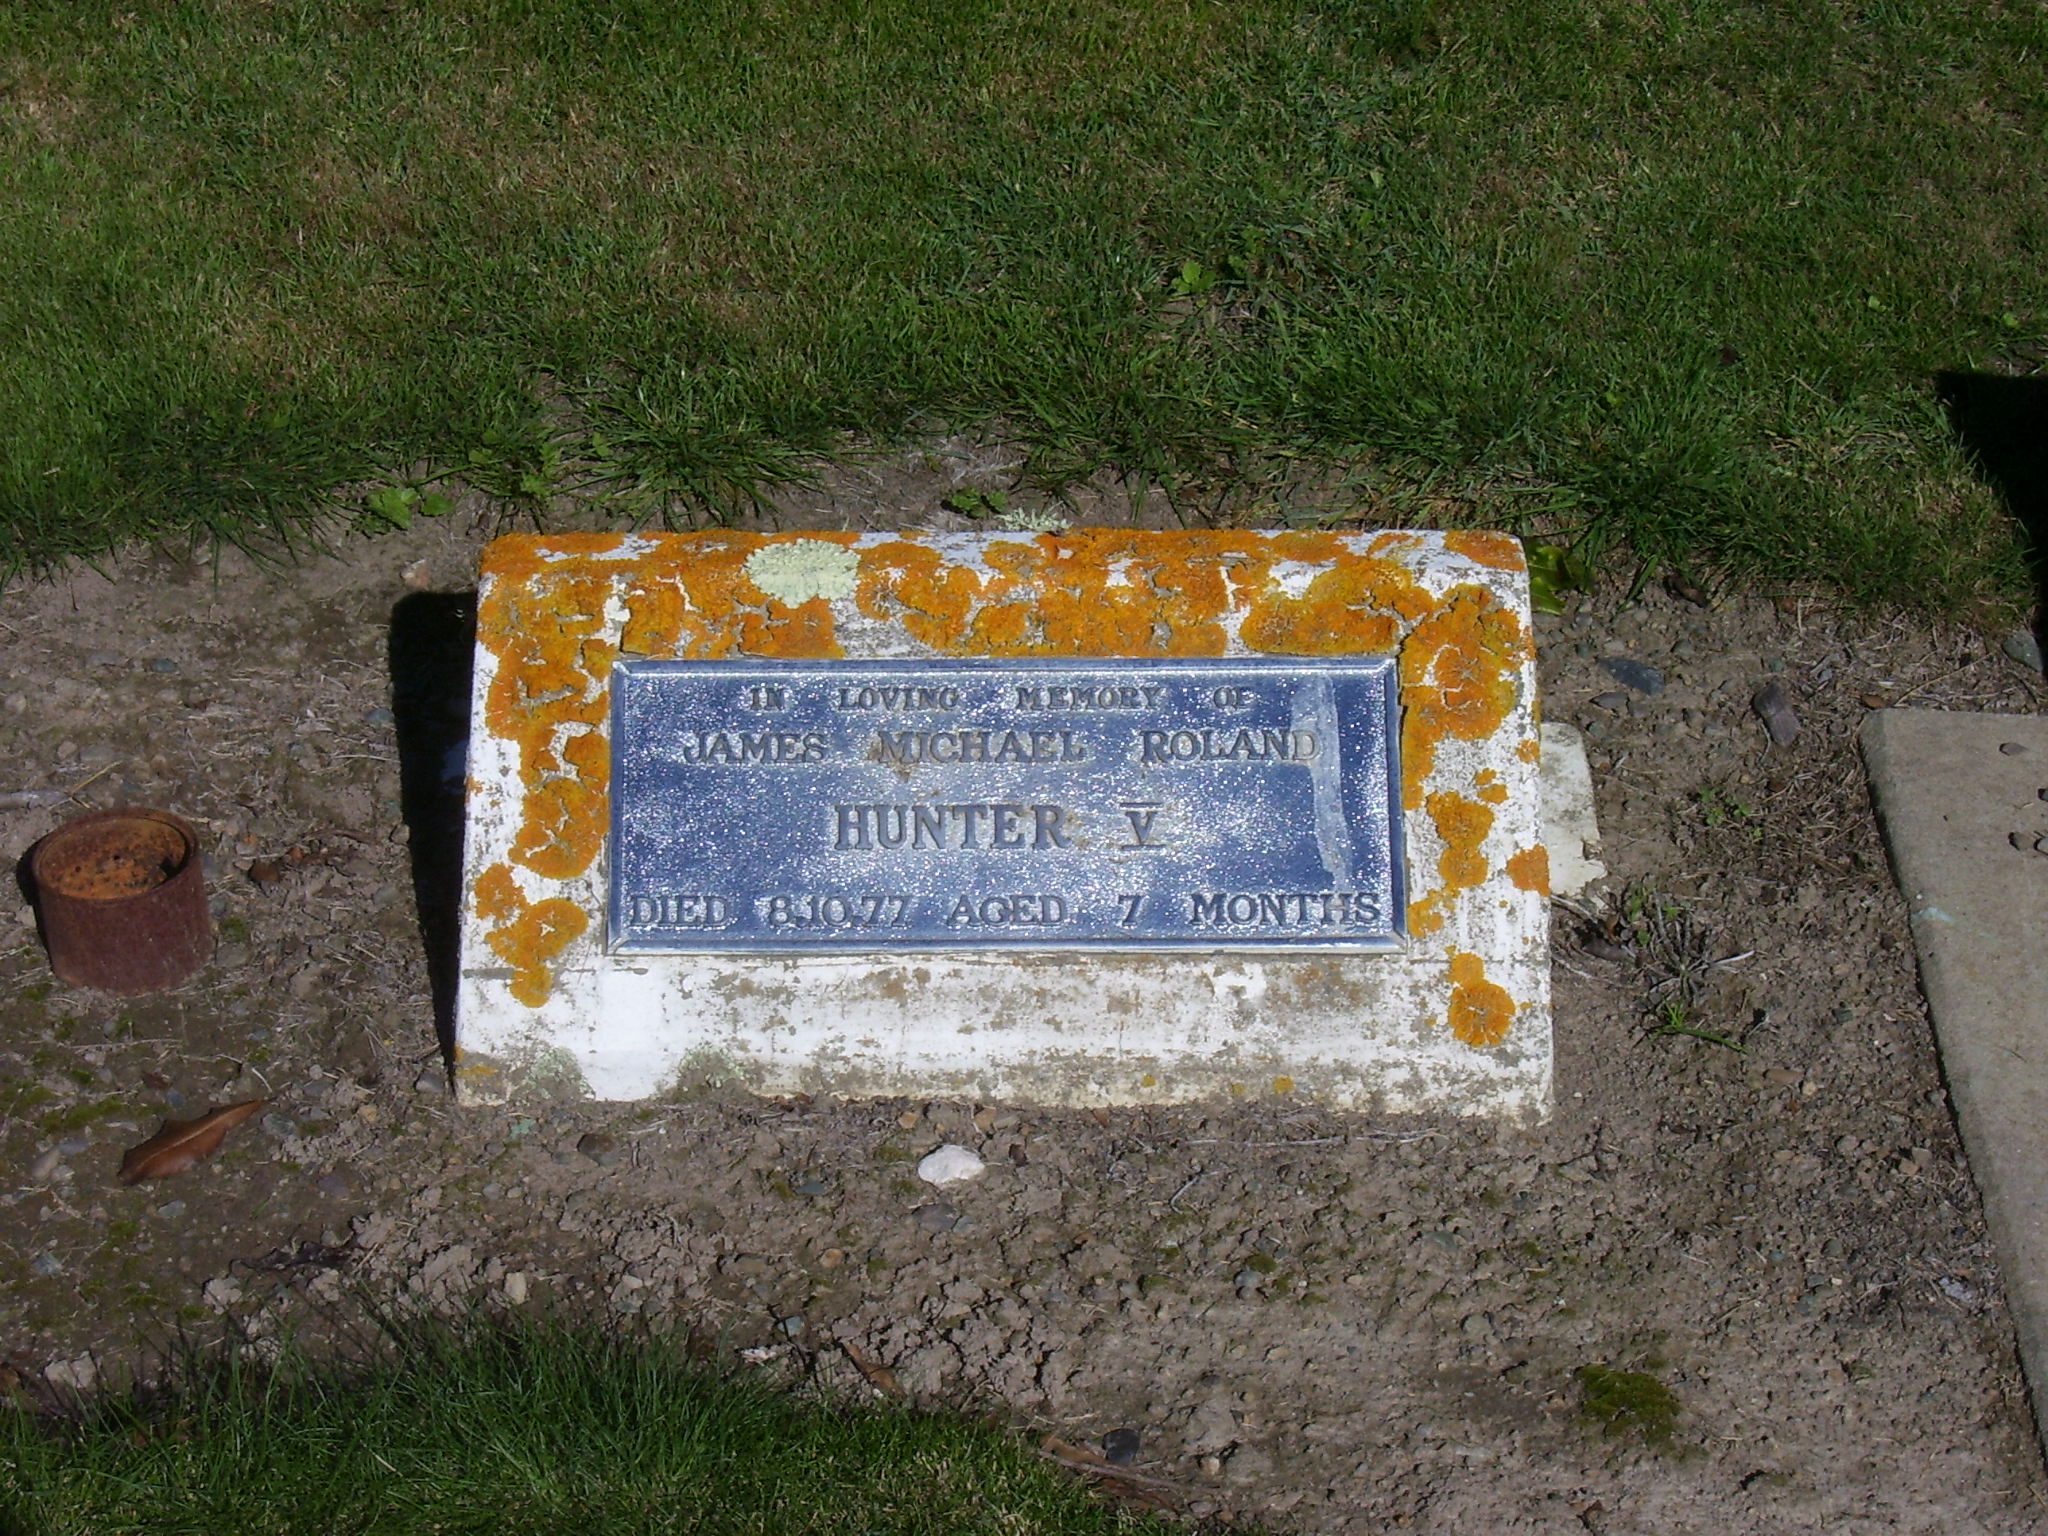 IN LOVING MEMORY OF
JAMES MICHAEL ROLAND
HUNTER V
DIED 8.10.77 AGED 7 MONTHS